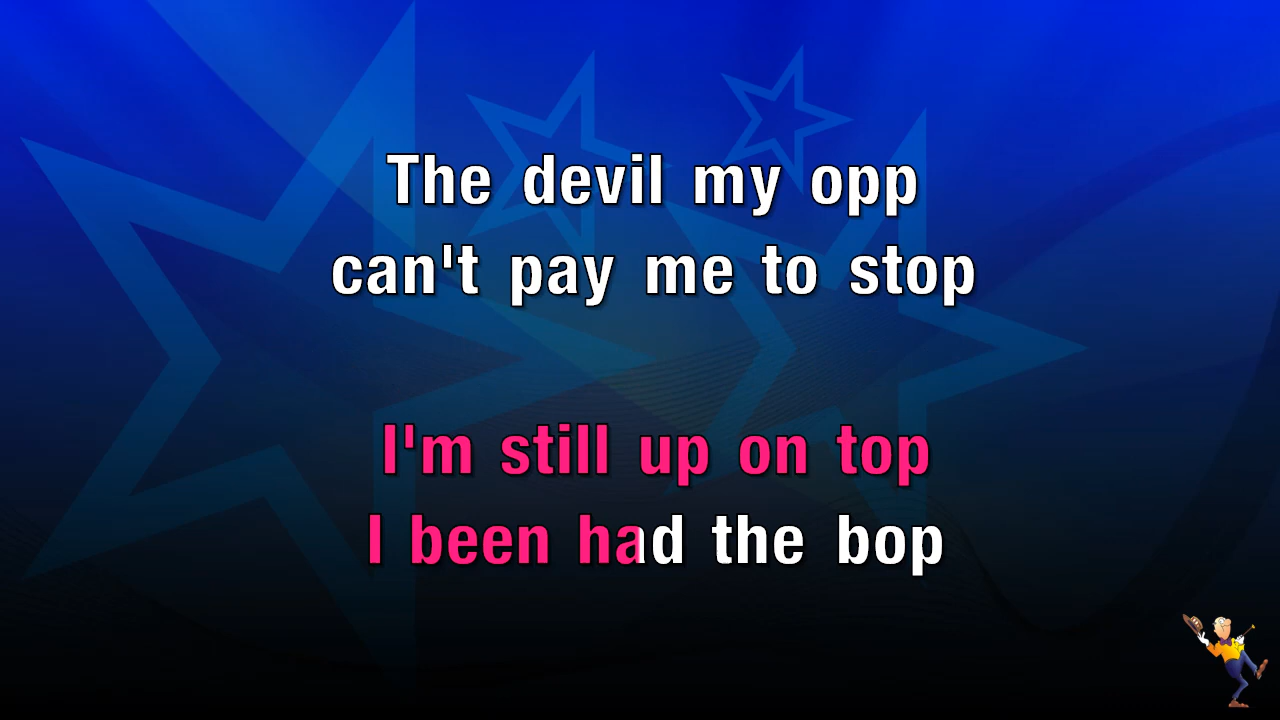 The devil my opp
can't pay me to stop
I'm still up on top
I been had the bop